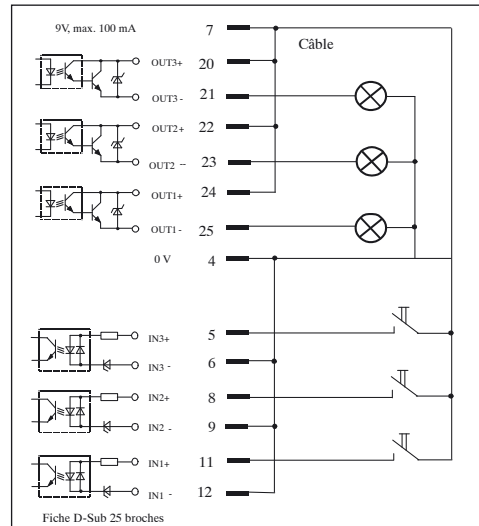 9V, max. 100 mA 7
Câble
OUT3+ 20
OUT3 - 21
OUT2+ 22
OUT2 – 23
OUT1+ 24
OUT1 - 25
0 V 4
IN3+ 5
IN3 - 6
IN2+ 8
IN2 - 9
IN1+ 11
IN1 - 12
Fiche D-Sub 25 broches